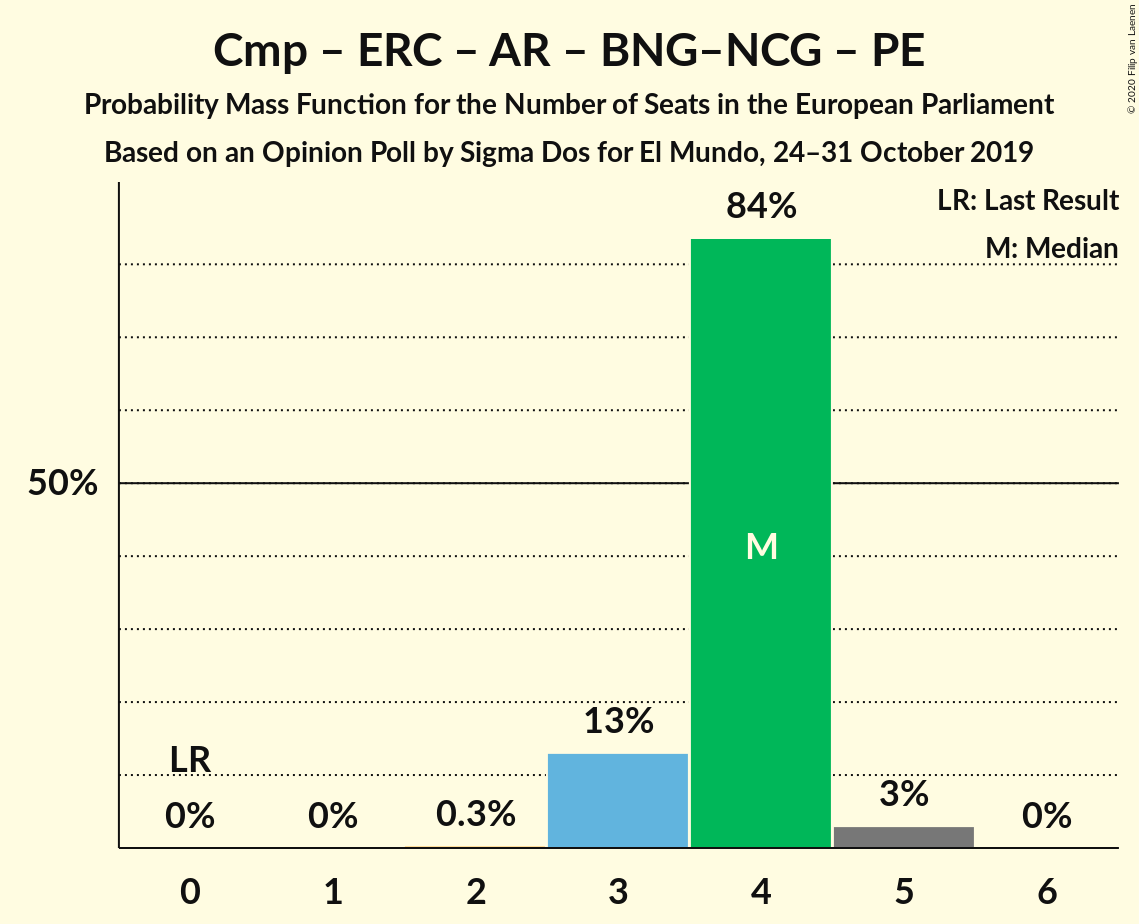 Cmp – ERC – AR – BNG–NCG – PE
Probability Mass Function for the Number of Seats in the European Parliament
Based on an Opinion Poll by Sigma Dos for El Mundo, 24–31 October 2019
© 2020 Filip van Laenen
LR: Last Result
M: Median
84%
50%
M
13%
LR
3%
0%
0%
0.3%
0%
0
1
2
3
4
5
6